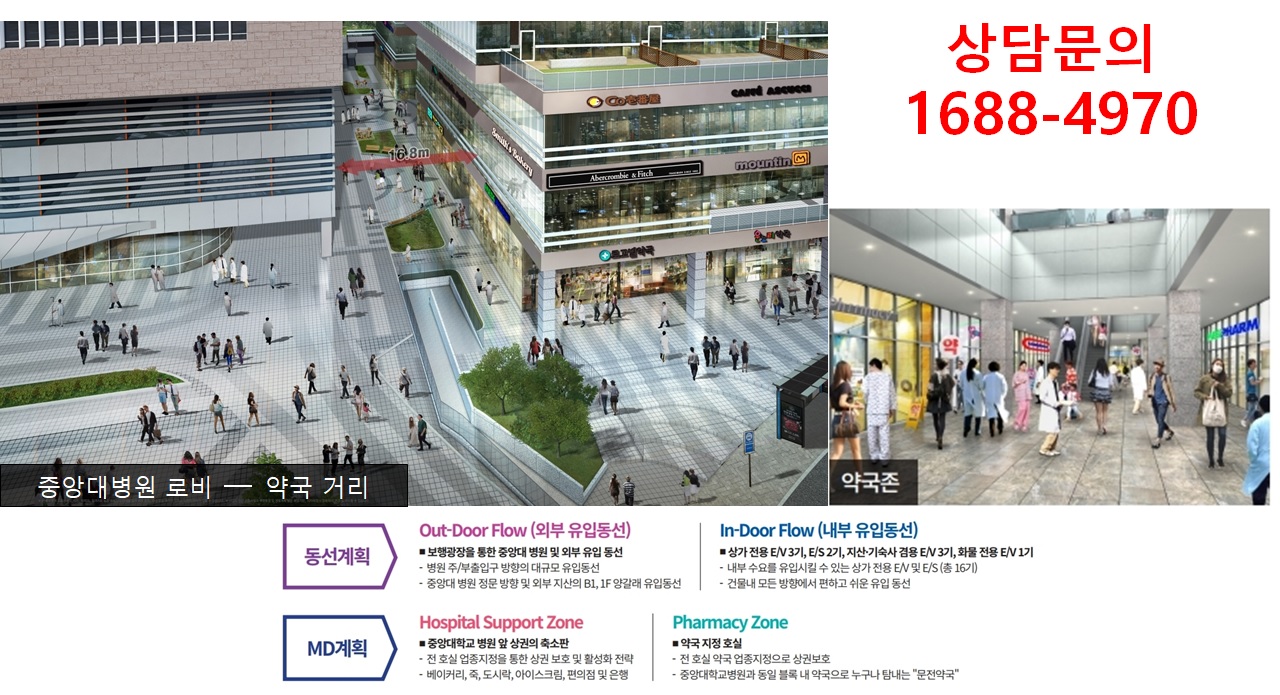 상담문의
1688-4970
CAFFÉ
16.8m
Smith's Bakery
Abercrombie & Fitch
mountin M
약국
약
PHARM
중앙대병원 로비 — 약국 거리
약국존
동선계획
Out-Door Flow (외부 유입동선)
■ 보행광장을 통한 중앙대 병원 및 외부 유입 동선
- 병원 주/부출입구 방향의 대규모 유입동선
- 중앙대 병원 정문 방향 및 외부 지산의 B1, 1F 양갈래 유입동선
In-Door Flow (내부 유입동선)
■ 상가 전용 E/V 3기, E/S 2기, 지산·기숙사 겸용 E/V 3기, 화물 전용 E/V 1기
- 내부 수요를 유입시킬 수 있는 상가 전용 E/V 및 E/S (총 16기)
- 건물내 모든 방향에서 편하고 쉬운 유입 동선
MD계획
Hospital Support Zone
■ 중앙대학교 병원 앞 상권의 축소판
- 전 호실 업종지정을 통한 상권 보호 및 활성화 전략
- 베이커리, 죽, 도시락, 아이스크림, 편의점 및 은행
Pharmacy Zone
■ 약국 지정 호실
- 전 호실 약국 업종지정으로 상권보호
- 중앙대학교병원과 동일 블록 내 약국으로 누구나 탐내는 "문전약국"